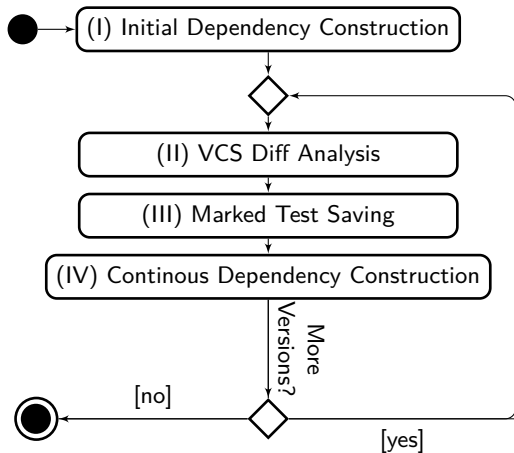 (I) Initial Dependency Construction
(II) VCS Diff Analysis
(III) Marked Test Saving
(IV) Continous Dependency Construction
More
Versions?
[no]
[yes]